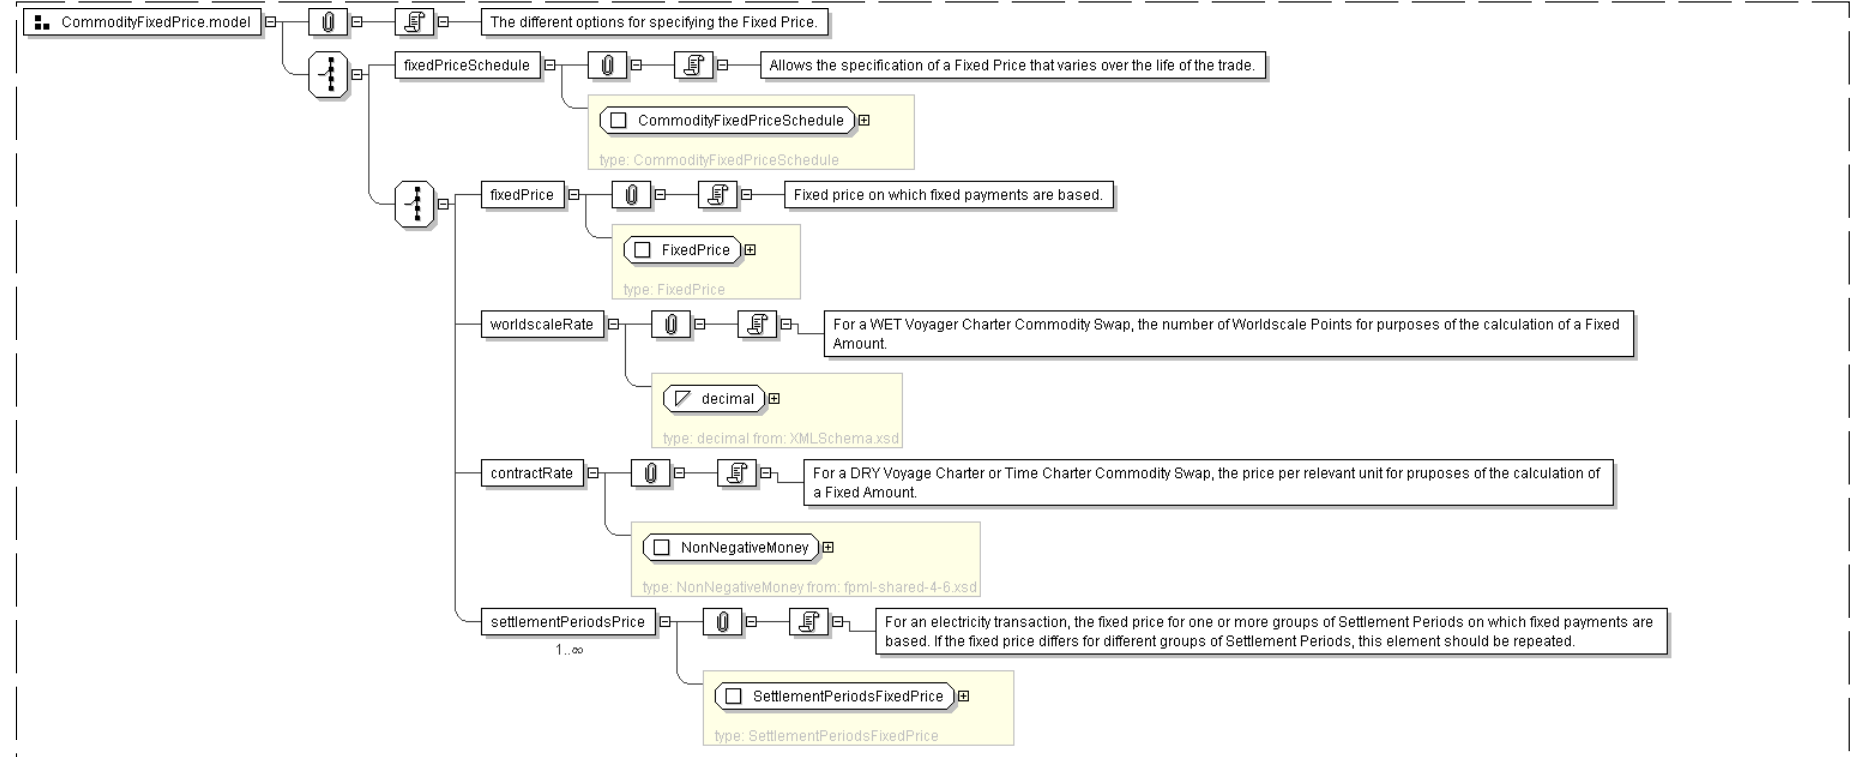 CommodityFixedPrice.model
The different options for specifying the Fixed Price.
fixedPriceSchedule
Allows the specification of a Fixed Price that varies over the life of the trade.
CommodityFixedPriceSchedule
type: CommodityFixedPriceSchedule
fixedPrice
Fixed price on which fixed payments are based.
FixedPrice
type: FixedPrice
worldscaleRate
For a WET Voyager Charter Commodity Swap, the number of Worldscale Points for purposes of the calculation of a Fixed
Amount.
decimal
type: decimal from: XMLSchema.xsd
contractRate
For a DRY Voyage Charter or Time Charter Commodity Swap, the price per relevant unit for pruposes of the calculation of
a Fixed Amount.
NonNegativeMoney
type: NonNegativeMoney from: fpml-shared-4-6.xsd
settlementPeriodsPrice
1..∞
For an electricity transaction, the fixed price for one or more groups of Settlement Periods on which fixed payments are
based. If the fixed price differs for different groups of Settlement Periods, this element should be repeated.
SettlementPeriodsFixedPrice
type: SettlementPeriodsFixedPrice